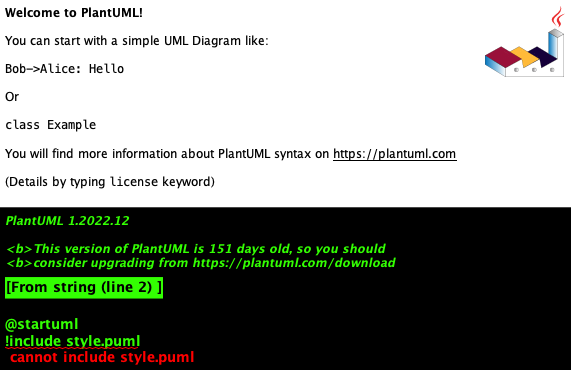 Welcome to PlantUML!
You can start with a simple UML Diagram like:
Bob->Alice: Hello
Or
class Example
You will find more information about PlantUML syntax on https://plantuml.com
(Details by typing license keyword)
PlantUML 1.2022.12
<b>This version of PlantUML is 151 days old, so you should
<b>consider upgrading from https://plantuml.com/download
[From string (line 2) ]
@startuml
!include style.puml
cannot include style.puml